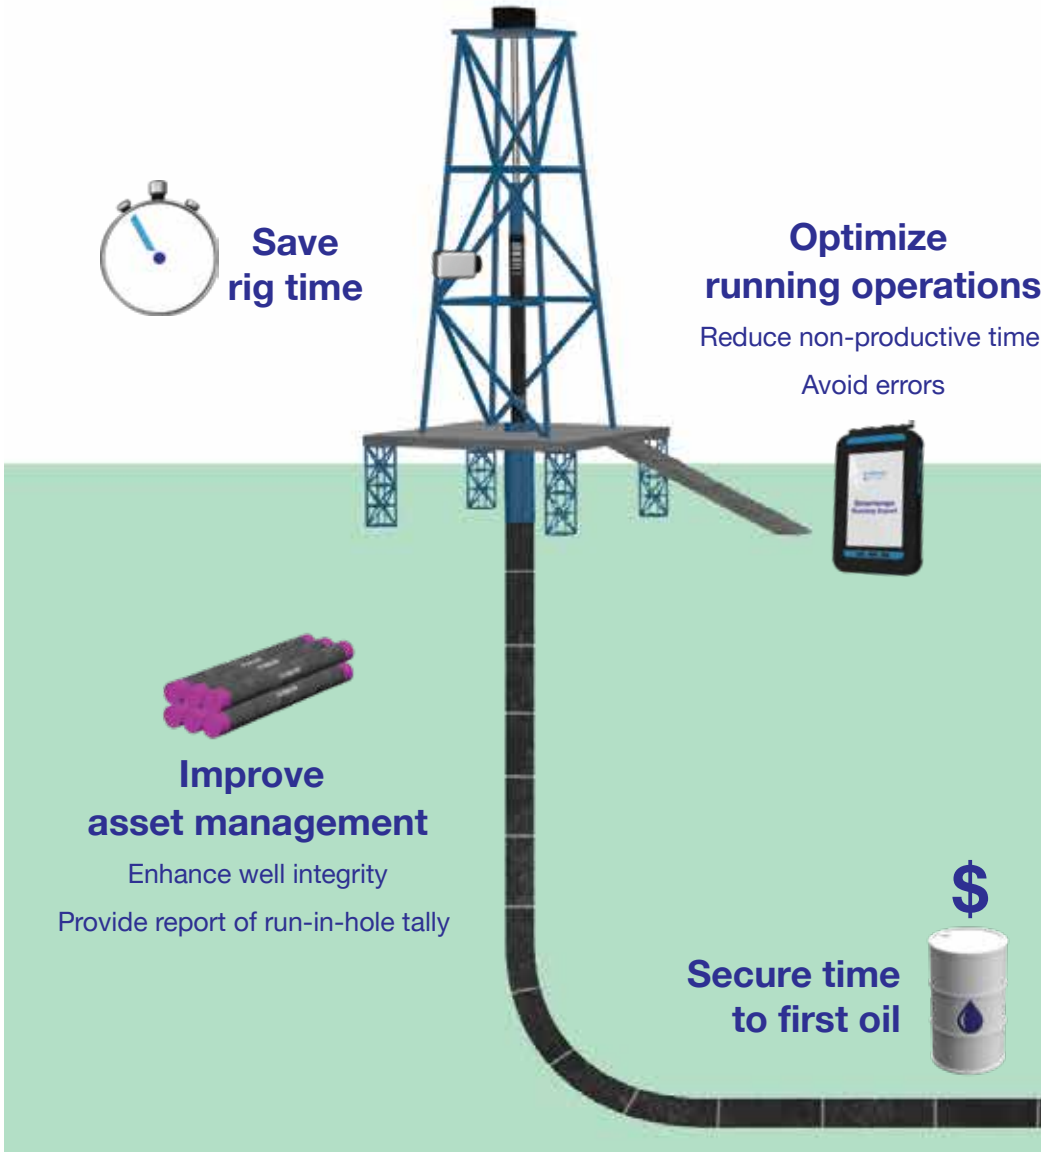 Save
rig time
Optimize
running operations
Reduce non-productive time
Avoid errors
Improve
asset management
Enhance well integrity
Provide report of run-in-hole tally
$
Secure time
to first oil